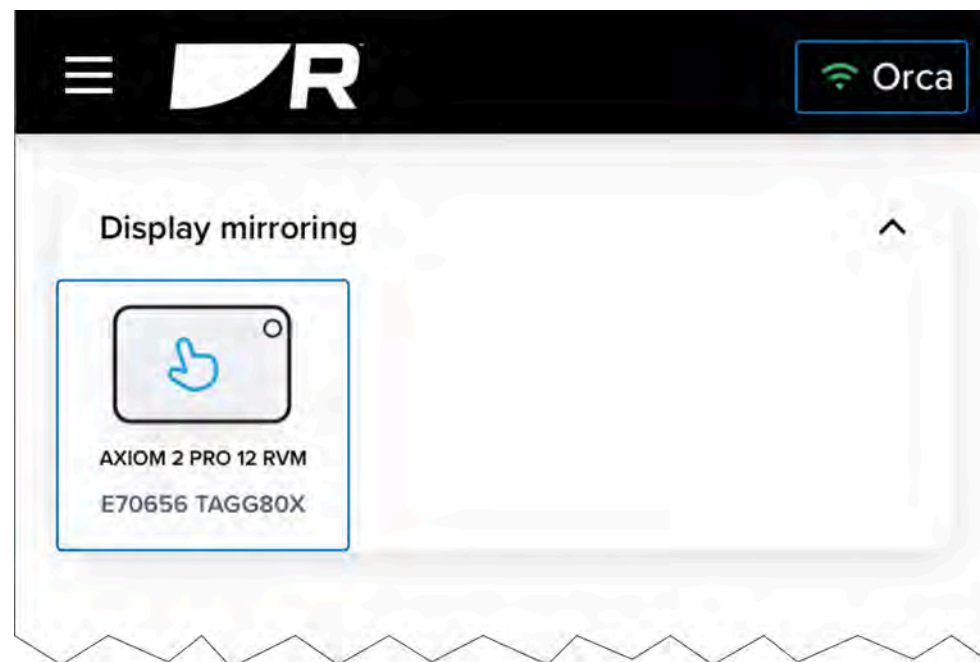 R
Orca
Display mirroring
AXIOM 2 PRO 12 RVM
E70656 TAGG80X